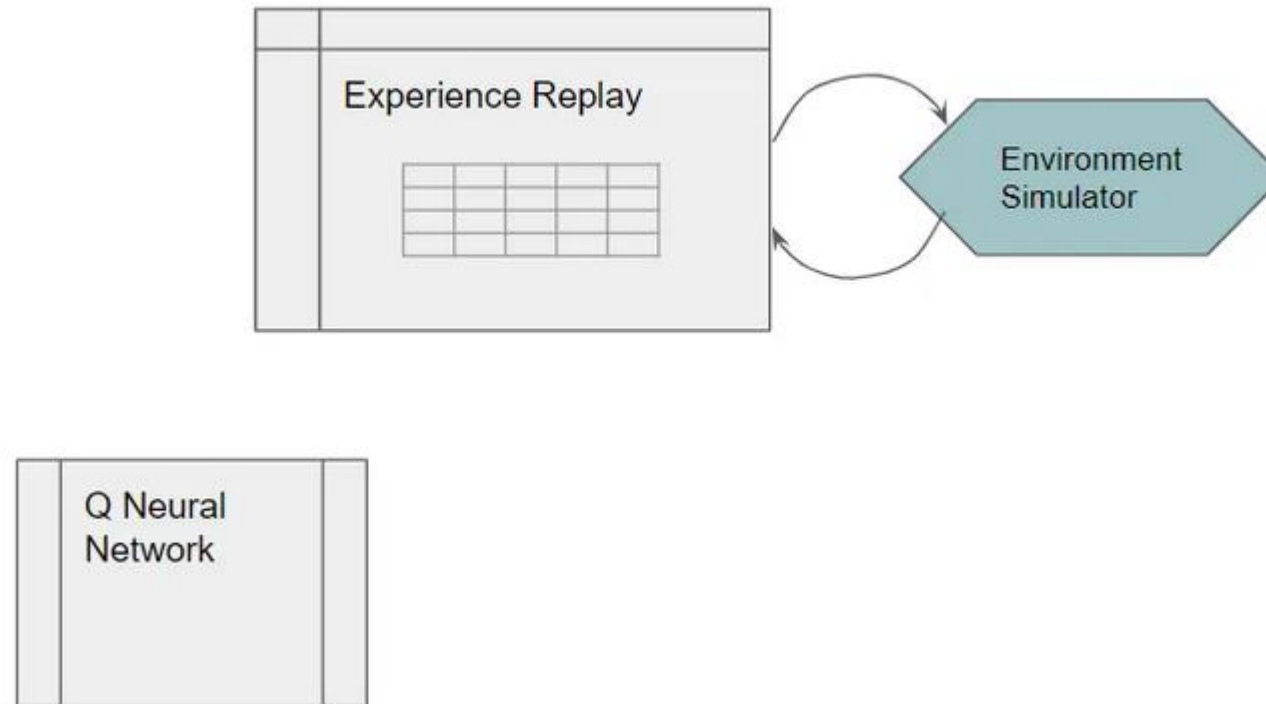 Experience Replay
Environment
Simulator
Q Neural
Network